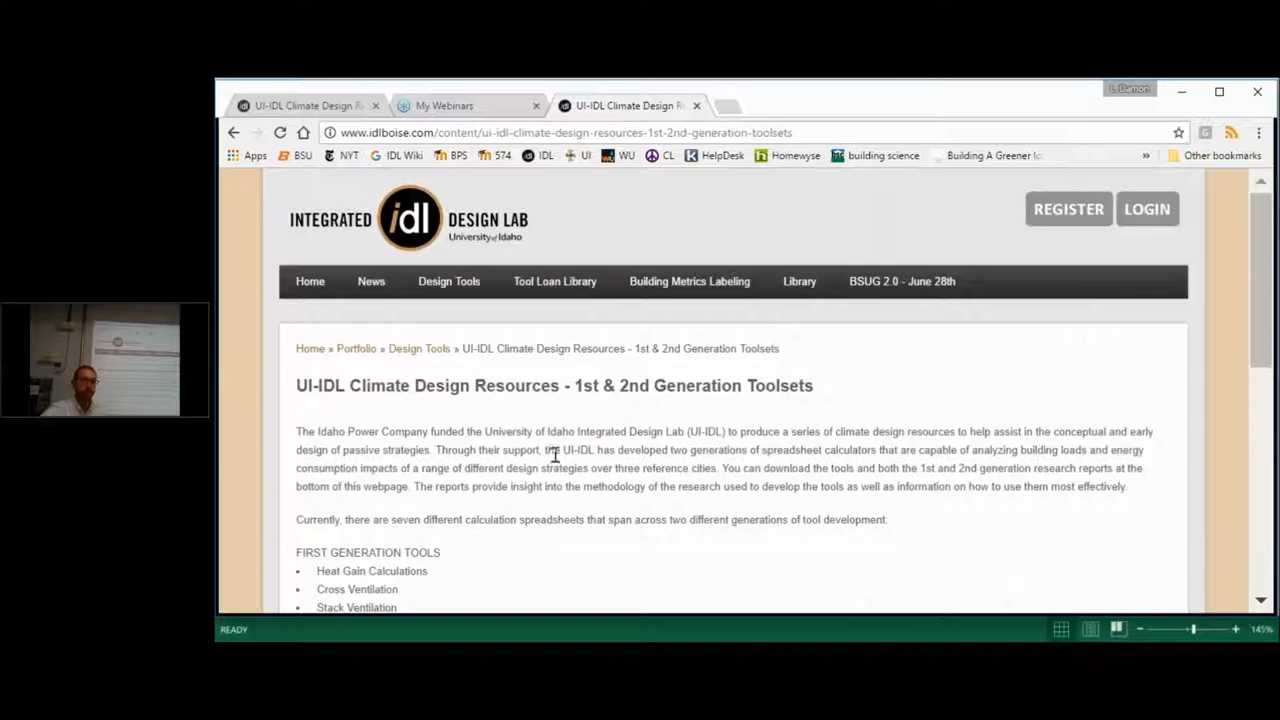 L Damon
UI-IDL Climate Design R
My Webinars
UI-IDL Climate Design R
www.idlboise.com/content/ui-idl-climate-design-resources-1st-2nd-generation-toolsets
Apps BSU NYT IDL Wiki BPS 574 IDL UI WU CL HelpDesk Homewyse building science Building A Greener Id » Other bookmarks
INTEGRATED idl DESIGN LAB
University of Idaho
REGISTER LOGIN
Home News Design Tools Tool Loan Library Building Metrics Labeling Library BSUG 2.0 - June 28th
Home » Portfolio » Design Tools » UI-IDL Climate Design Resources - 1st & 2nd Generation Toolsets
UI-IDL Climate Design Resources - 1st & 2nd Generation Toolsets
The Idaho Power Company funded the University of Idaho Integrated Design Lab (UI-IDL) to produce a series of climate design resources to help assist in the conceptual and early
design of passive strategies. Through their support, the UI-IDL has developed two generations of spreadsheet calculators that are capable of analyzing building loads and energy
consumption impacts of a range of different design strategies over three reference cities. You can download the tools and both the 1st and 2nd generation research reports at the
bottom of this webpage. The reports provide insight into the methodology of the research used to develop the tools as well as information on how to use them most effectively.
Currently, there are seven different calculation spreadsheets that span across two different generations of tool development:
FIRST GENERATION TOOLS
• Heat Gain Calculations
• Cross Ventilation
• Stack Ventilation
READY
145%